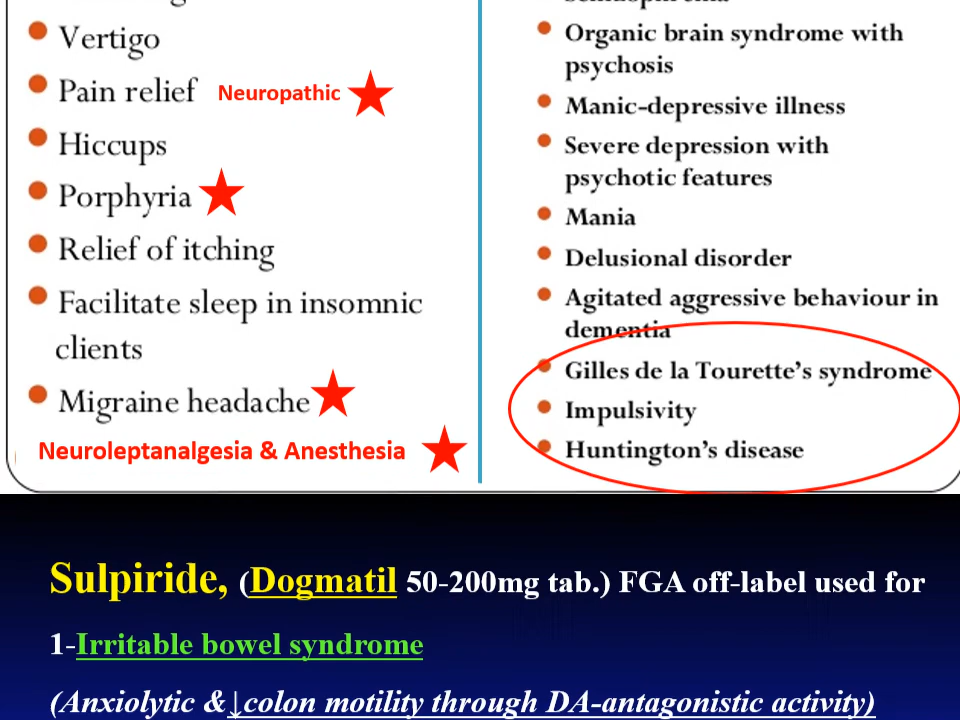 Vertigo
Pain relief Neuropathic
Hiccups
Porphyria
Relief of itching
Facilitate sleep in insomnic
clients
Migraine headache
Neuroleptanalgesia & Anesthesia
Organic brain syndrome with
psychosis
Manic-depressive illness
Severe depression with
psychotic features
Mania
Delusional disorder
Agitated aggressive behaviour in
dementia
Gilles de la Tourette's syndrome
Impulsivity
Huntington's disease
Sulpiride, (Dogmatil 50-200mg tab.) FGA off-label used for
1-Irritable bowel syndrome
(Anxiolytic &↓colon motility through DA-antagonistic activity)